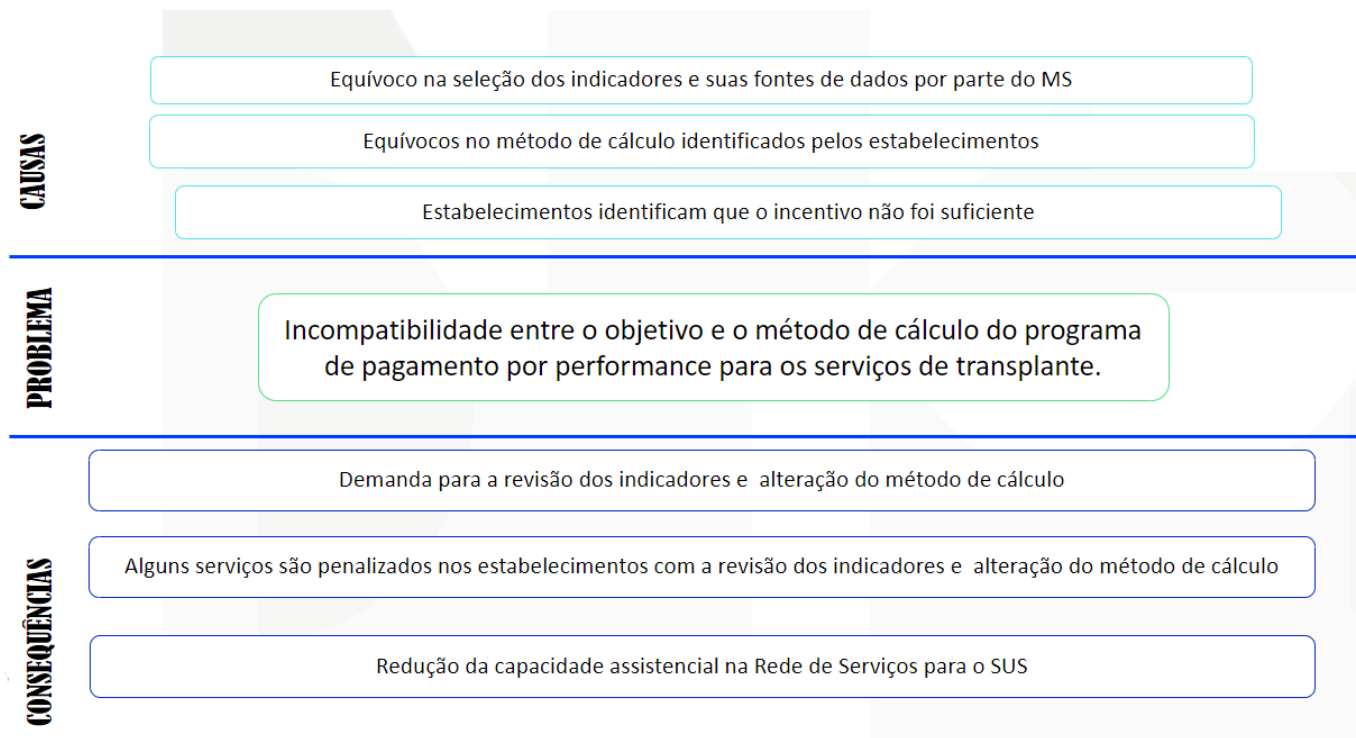 CAUSAS
Equívoco na seleção dos indicadores e suas fontes de dados por parte do MS
Equívocos no método de cálculo identificados pelos estabelecimentos
Estabelecimentos identificam que o incentivo não foi suficiente
PROBLEMA
Incompatibilidade entre o objetivo e o método de cálculo do programa
de pagamento por performance para os serviços de transplante.
CONSEQUÊNCIAS
Demanda para a revisão dos indicadores e alteração do método de cálculo
Alguns serviços são penalizados nos estabelecimentos com a revisão dos indicadores e alteração do método de cálculo
Redução da capacidade assistencial na Rede de Serviços para o SUS